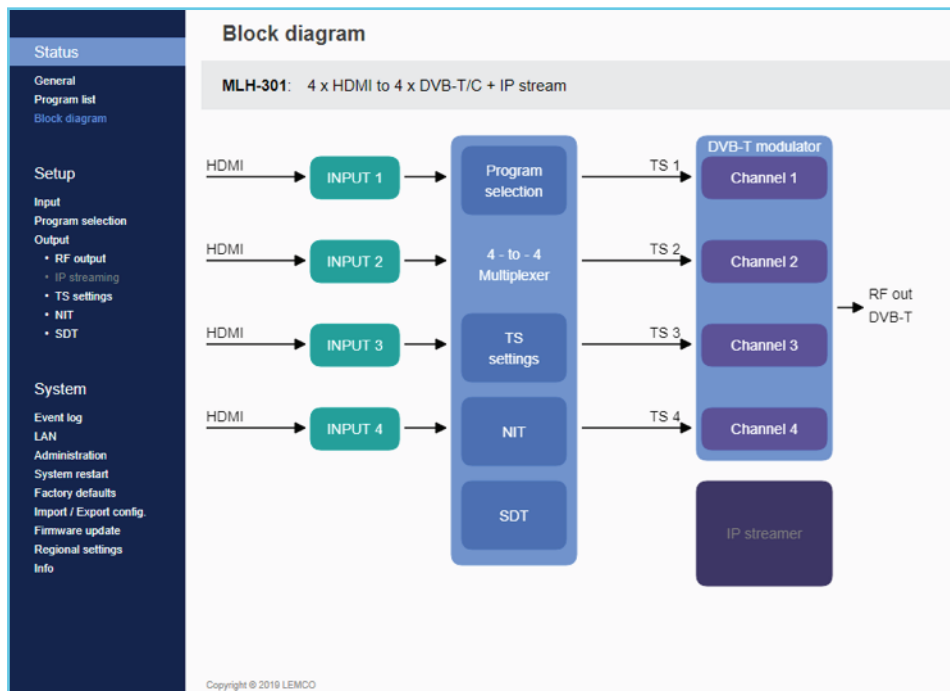 Status
General
Program list
Block diagram
Setup
Input
Program selection
Output
• RF output
• IP streaming
• TS settings
• NIT
• SDT
System
Event log
LAN
Administration
System restart
Factory defaults
Import / Export config.
Firmware update
Regional settings
Info
Block diagram
MLH-301: 4 x HDMI to 4 x DVB-T/C + IP stream
HDMI
INPUT 1
HDMI
INPUT 2
HDMI
INPUT 3
HDMI
INPUT 4
Program
selection
4 - to - 4
Multiplexer
TS
settings
NIT
SDT
TS 1
TS 2
TS 3
TS 4
DVB-T modulator
Channel 1
Channel 2
Channel 3
Channel 4
RF out
DVB-T
IP streamer
Copyright © 2019 LEMCO